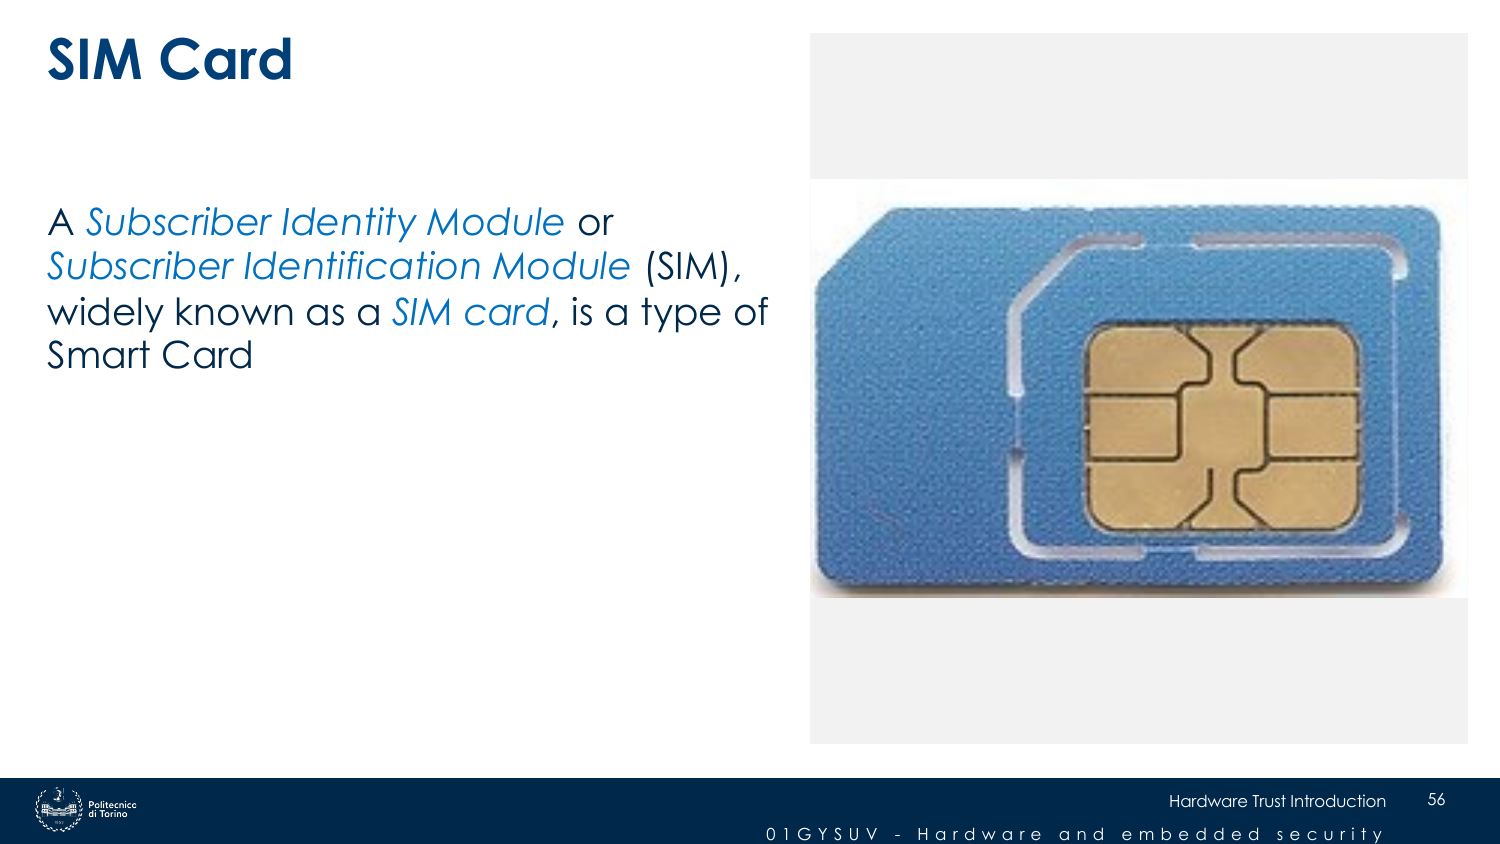 SIM Card
A Subscriber Identity Module or
Subscriber Identification Module (SIM),
widely known as a SIM card, is a type of
Smart Card
Politecnico
di Torino
Hardware Trust Introduction
56
01GYSUV - Hardware and embedded security